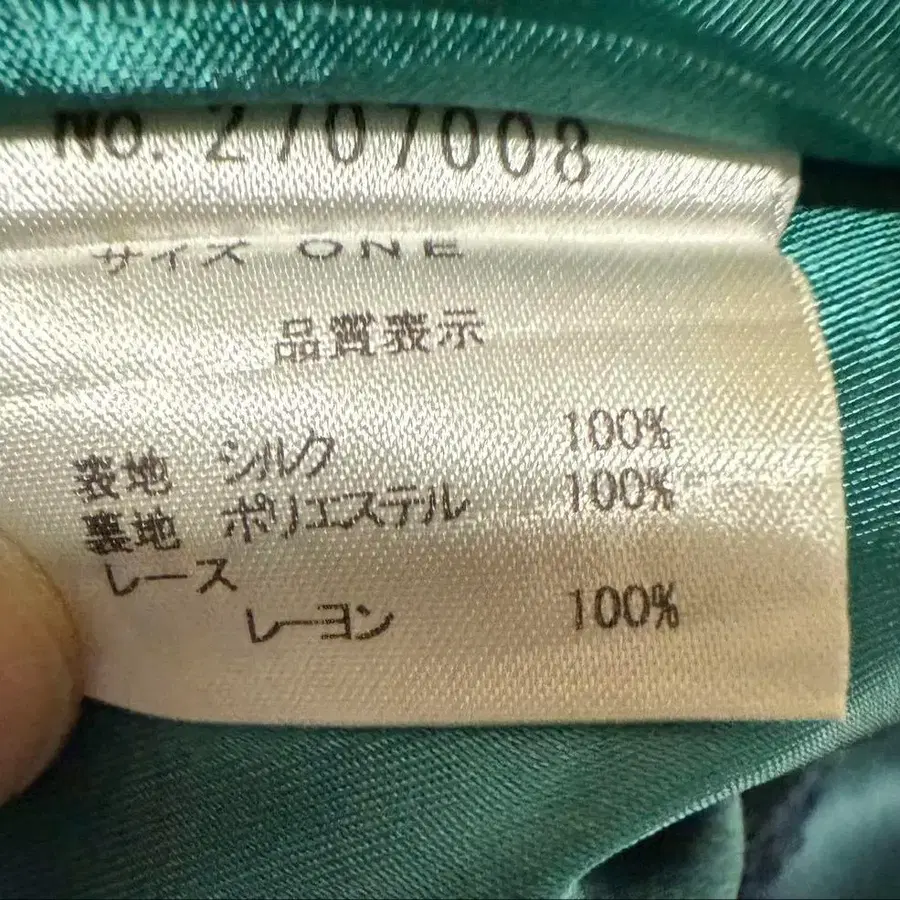 No. 2707008
サイズ ONE
品質表示
表地 シルク 100%
裏地 ポリエステル 100%
レース
レーヨン 100%